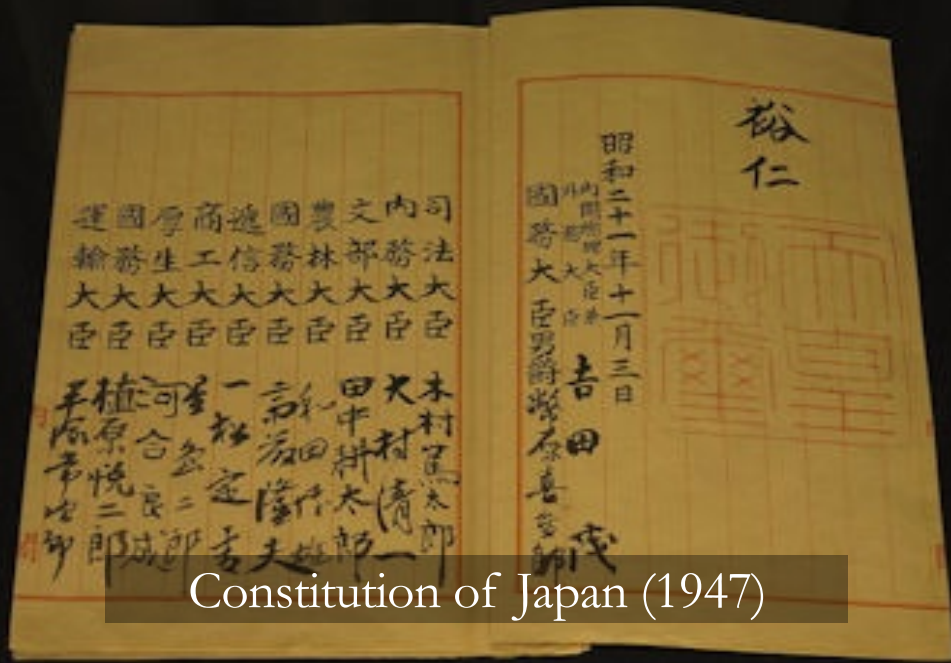 裕仁
天皇
御璽
昭和二十一年十一月三日
内閣總理大臣兼
外務大臣 吉田茂
國務大臣 男爵 幣原喜重郎
司法大臣 木村篤太郎
内務大臣 大村清一
文部大臣 田中耕太郎
農林大臣 和田博雄
國務大臣 斎藤隆夫
遞信大臣 一松定吉
商工大臣 星島二郎
厚生大臣 河合良成
國務大臣 植原悦二郎
運輸大臣 平塚常次郎
Constitution of Japan (1947)